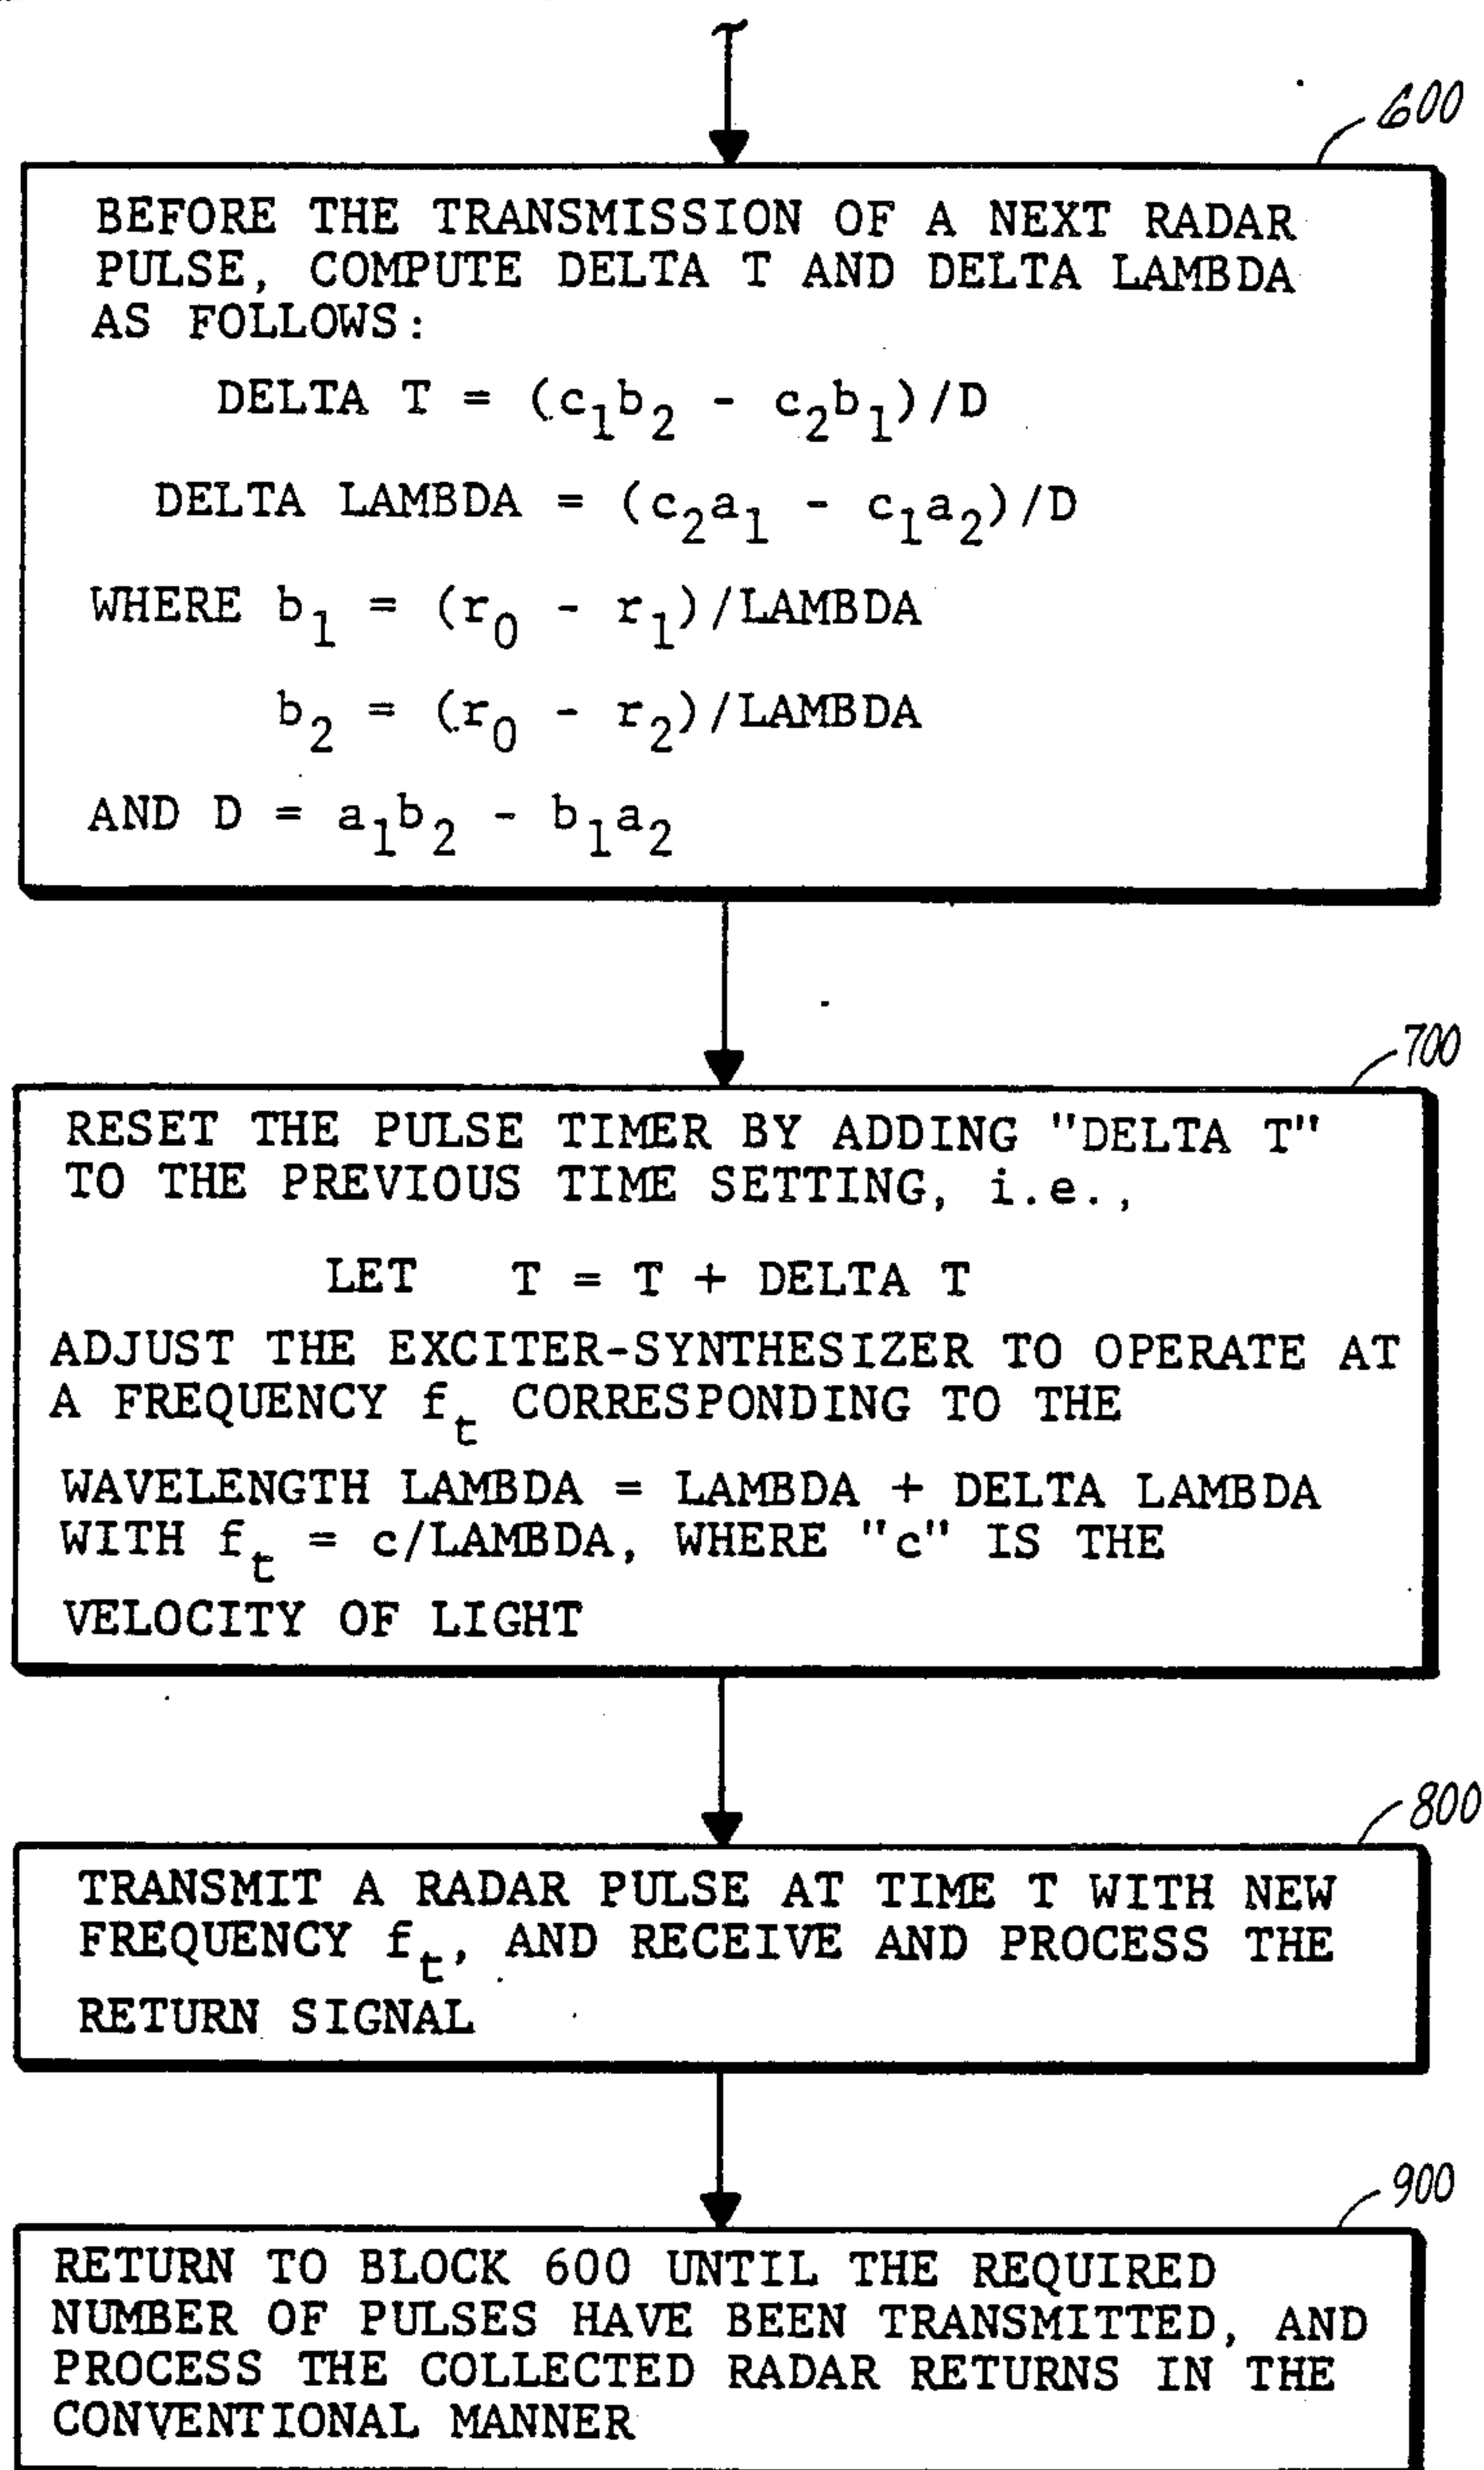 600
BEFORE THE TRANSMISSION OF A NEXT RADAR
PULSE, COMPUTE DELTA T AND DELTA LAMBDA
AS FOLLOWS:
DELTA T = (c₁b₂ - c₂b₁)/D
DELTA LAMBDA = (c₂a₁ - c₁a₂)/D
WHERE b₁ = (r₀ - r₁)/LAMBDA
b₂ = (r₀ - r₂)/LAMBDA
AND D = a₁b₂ - b₁a₂
700
RESET THE PULSE TIMER BY ADDING "DELTA T"
TO THE PREVIOUS TIME SETTING, i.e.,
LET T = T + DELTA T
ADJUST THE EXCITER-SYNTHESIZER TO OPERATE AT
A FREQUENCY fₜ CORRESPONDING TO THE
WAVELENGTH LAMBDA = LAMBDA + DELTA LAMBDA
WITH fₜ = c/LAMBDA, WHERE "c" IS THE
VELOCITY OF LIGHT
800
TRANSMIT A RADAR PULSE AT TIME T WITH NEW
FREQUENCY fₜ, AND RECEIVE AND PROCESS THE
RETURN SIGNAL
900
RETURN TO BLOCK 600 UNTIL THE REQUIRED
NUMBER OF PULSES HAVE BEEN TRANSMITTED, AND
PROCESS THE COLLECTED RADAR RETURNS IN THE
CONVENTIONAL MANNER